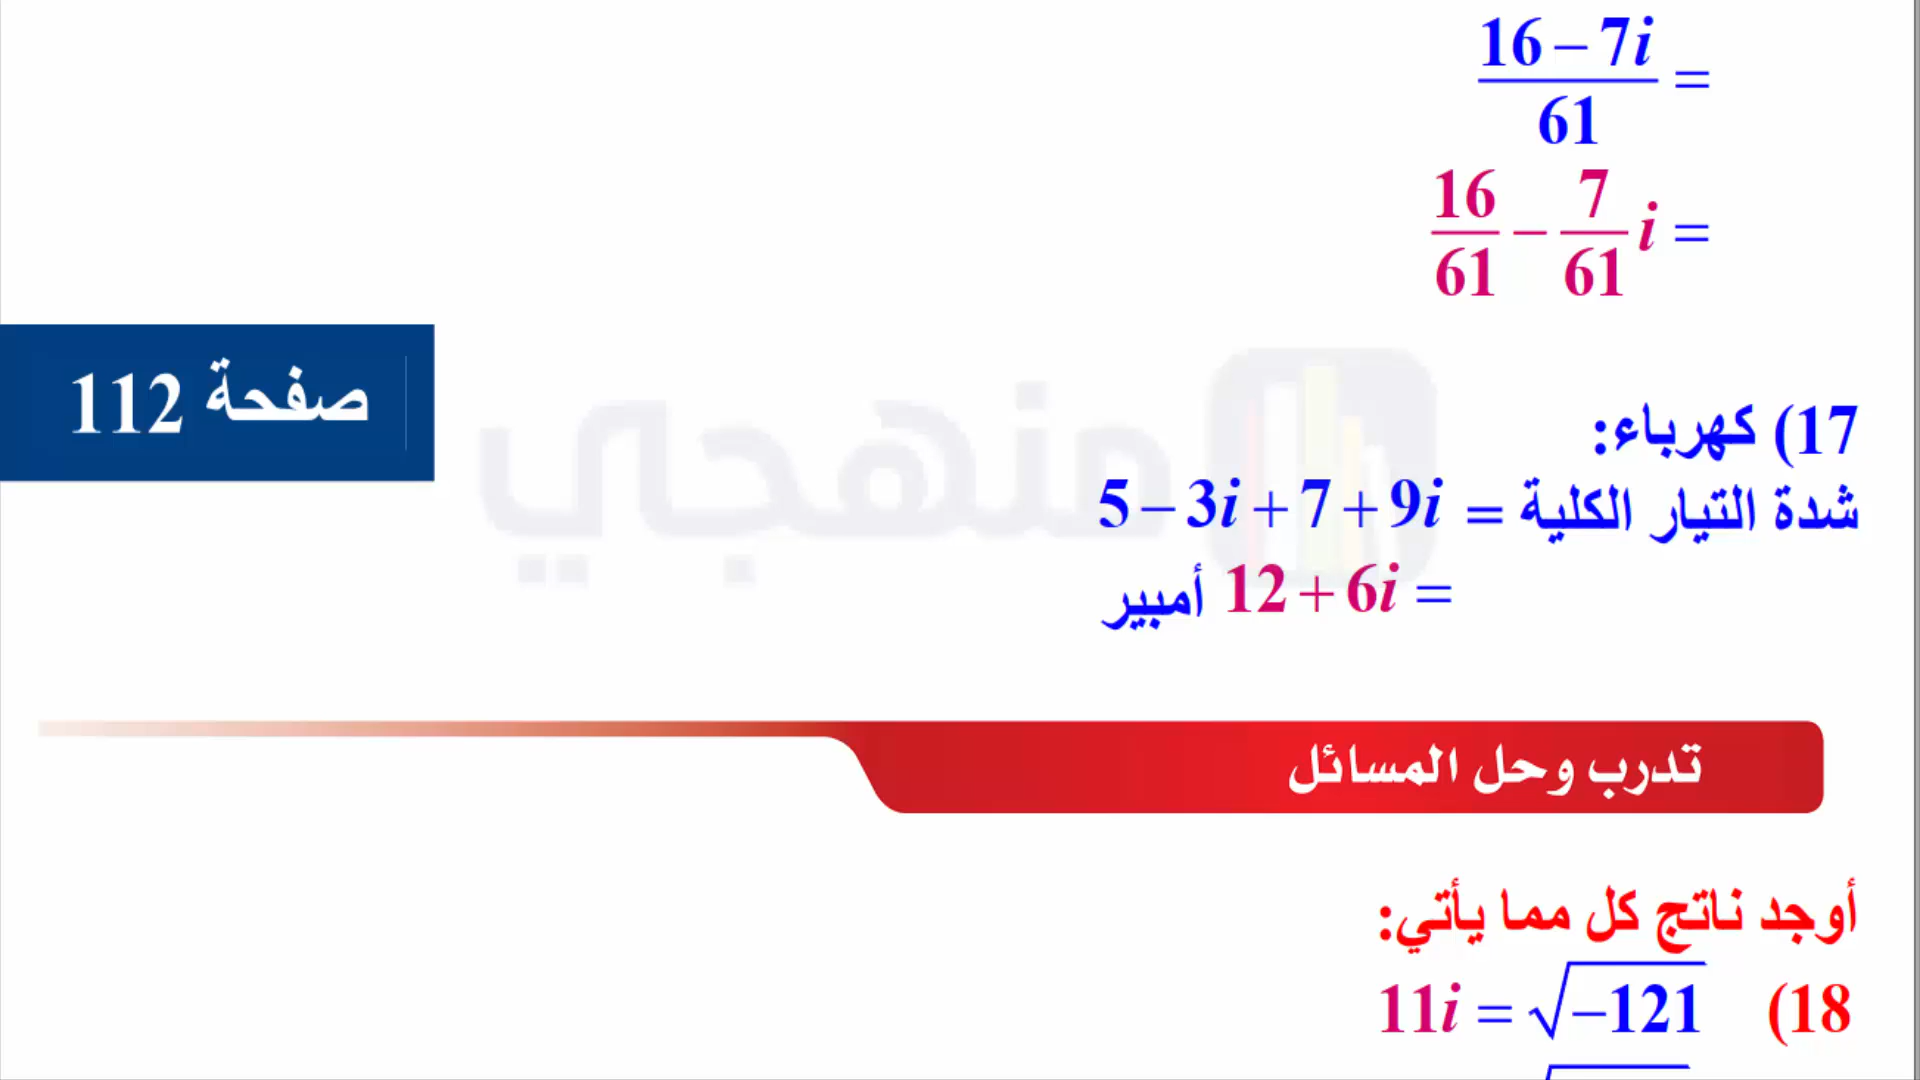 16 – 7i
61 =
16/61 – 7/61 i =
صفحة 112
منهجي
17) كهرباء:
شدة التيار الكلية = 5 – 3i + 7 + 9i
= 12 + 6i أمبير
تدرب وحل المسائل
أوجد ناتج كل مما يأتي:
18) √–121 = 11i